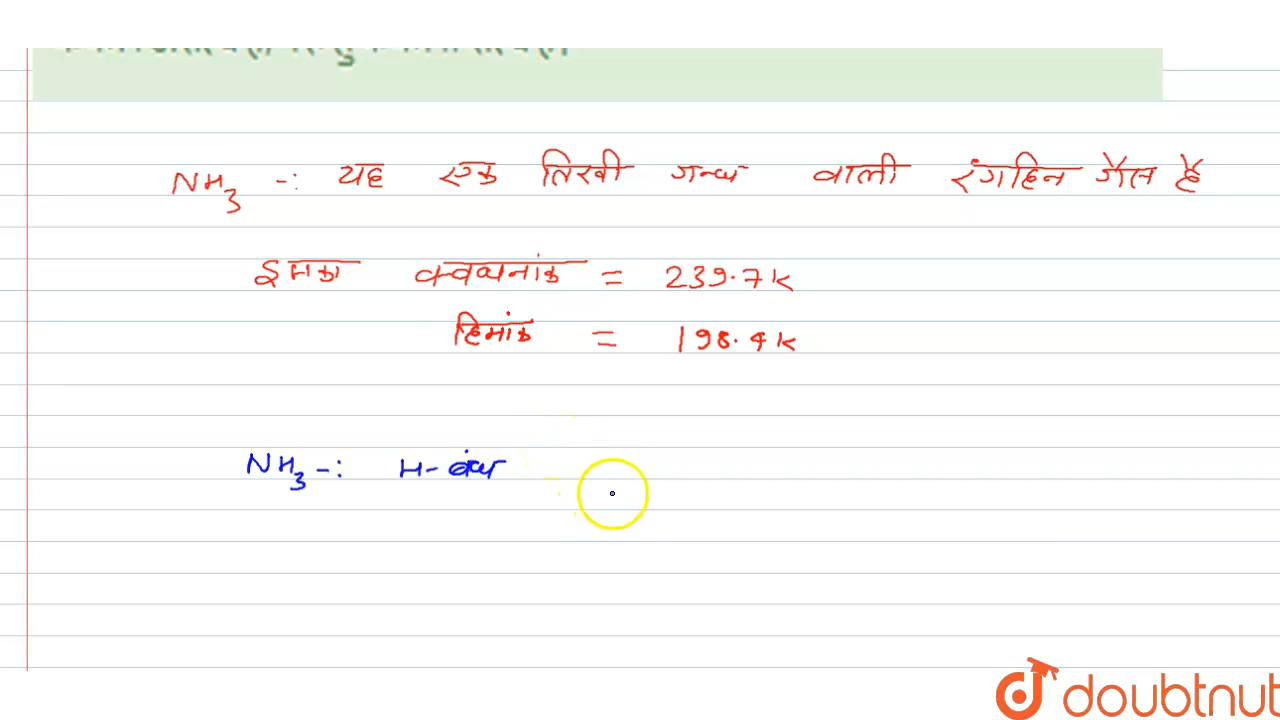 NH3 -: यह एक तिखी गन्ध वाली रंगहिन गैस है
इसका क्वथनांक = 239.7K
हिमांक = 198.4K
NH3 -: H- बंध
doubtnut